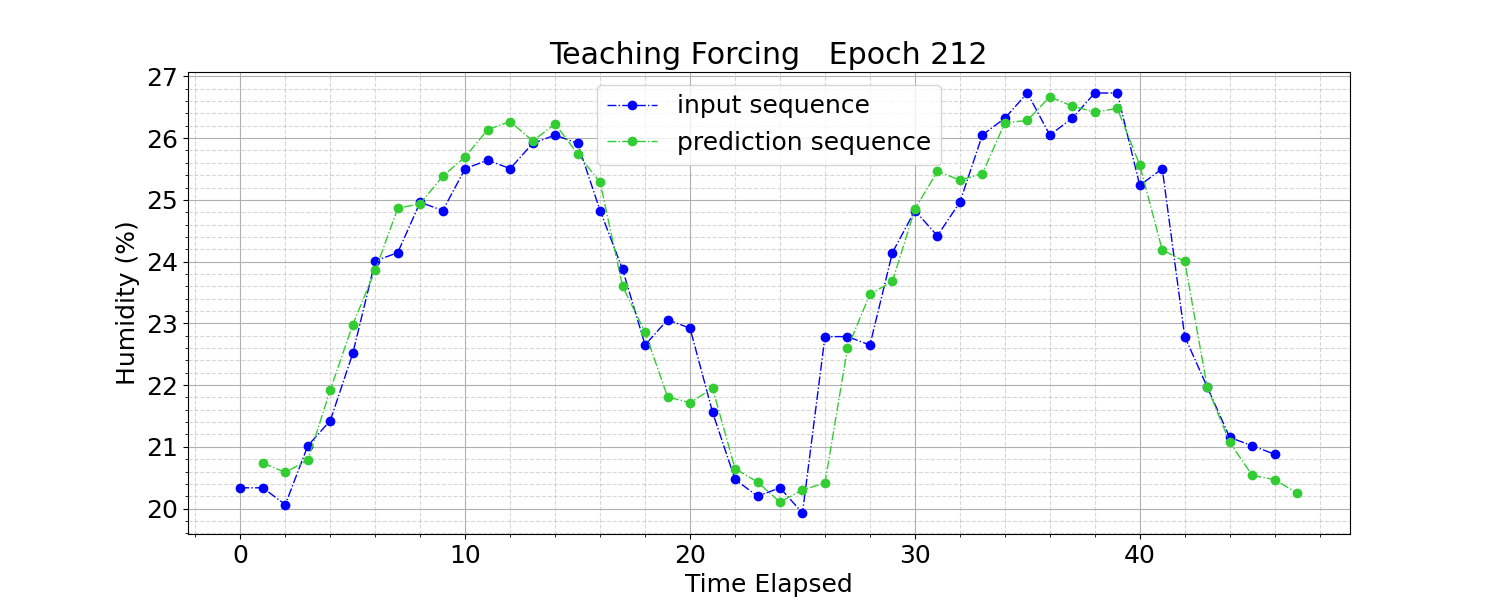 Teaching Forcing   Epoch 212
input sequence
prediction sequence
Humidity (%)
27
26
25
24
23
22
21
20
0 10 20 30 40
Time Elapsed